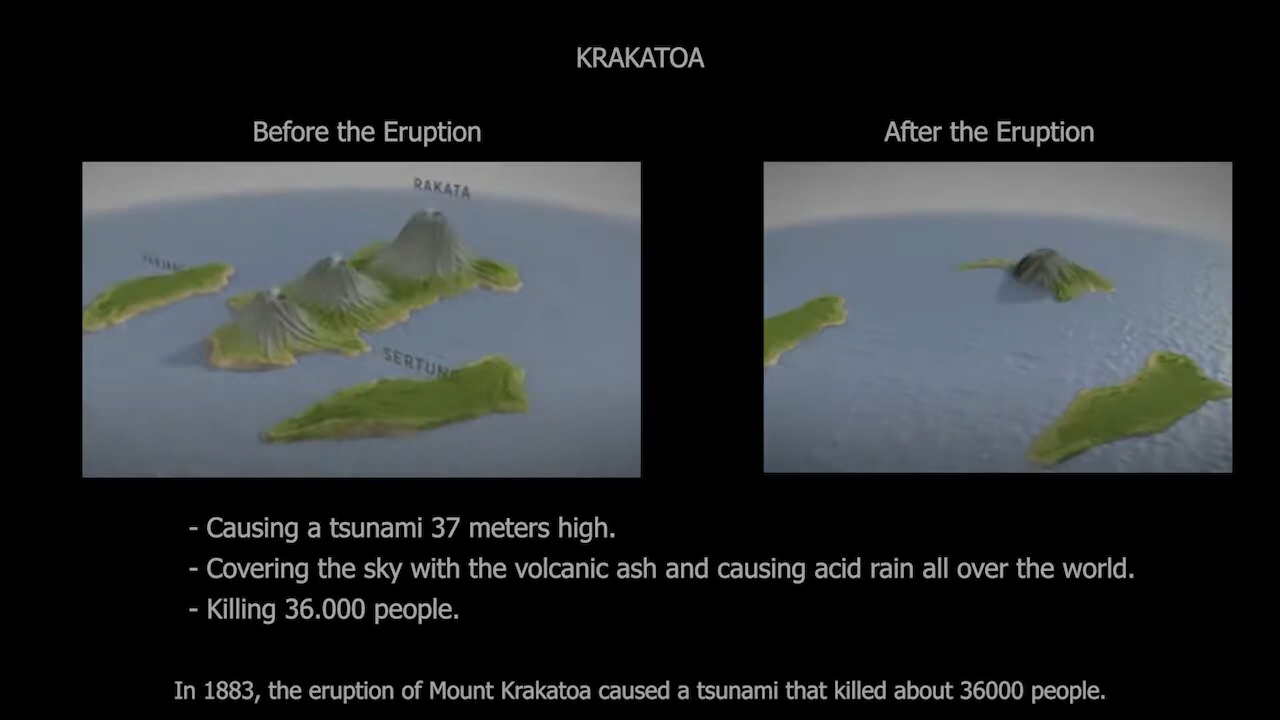 KRAKATOA
Before the Eruption
After the Eruption
RAKATA
SERTUNG
- Causing a tsunami 37 meters high.
- Covering the sky with the volcanic ash and causing acid rain all over the world.
- Killing 36.000 people.
In 1883, the eruption of Mount Krakatoa caused a tsunami that killed about 36000 people.